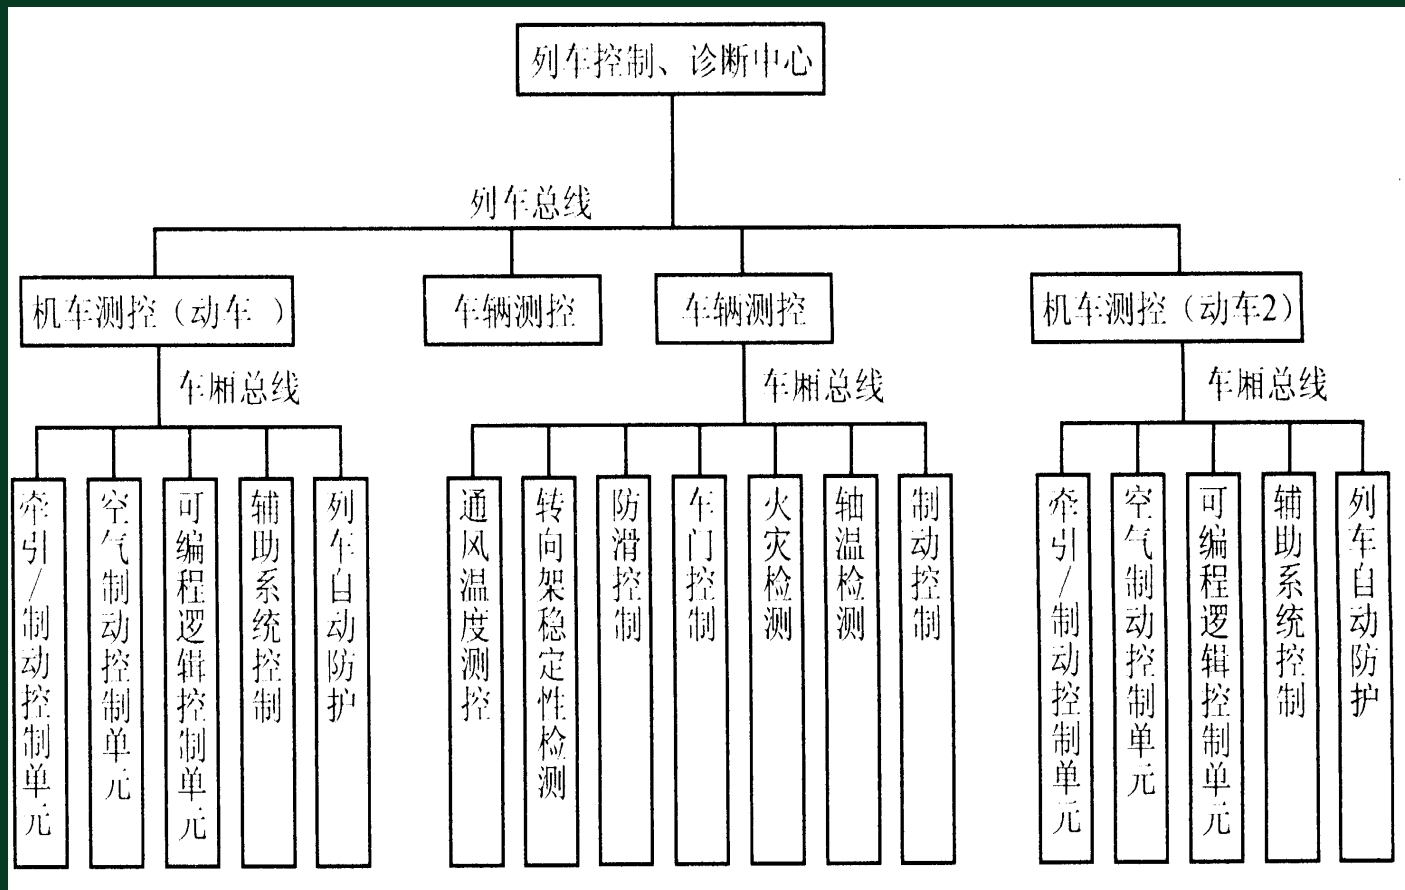 列车控制、诊断中心
列车总线
机车测控（动车 ）
车辆测控
车辆测控
机车测控（动车2）
车厢总线
车厢总线
车厢总线
牵引/制动控制单元
空气制动控制单元
可编程逻辑控制单元
辅助系统控制
列车自动防护
通风温度测控
转向架稳定性检测
防滑控制
车门控制
火灾检测
轴温检测
制动控制
牵引/制动控制单元
空气制动控制单元
可编程逻辑控制单元
辅助系统控制
列车自动防护